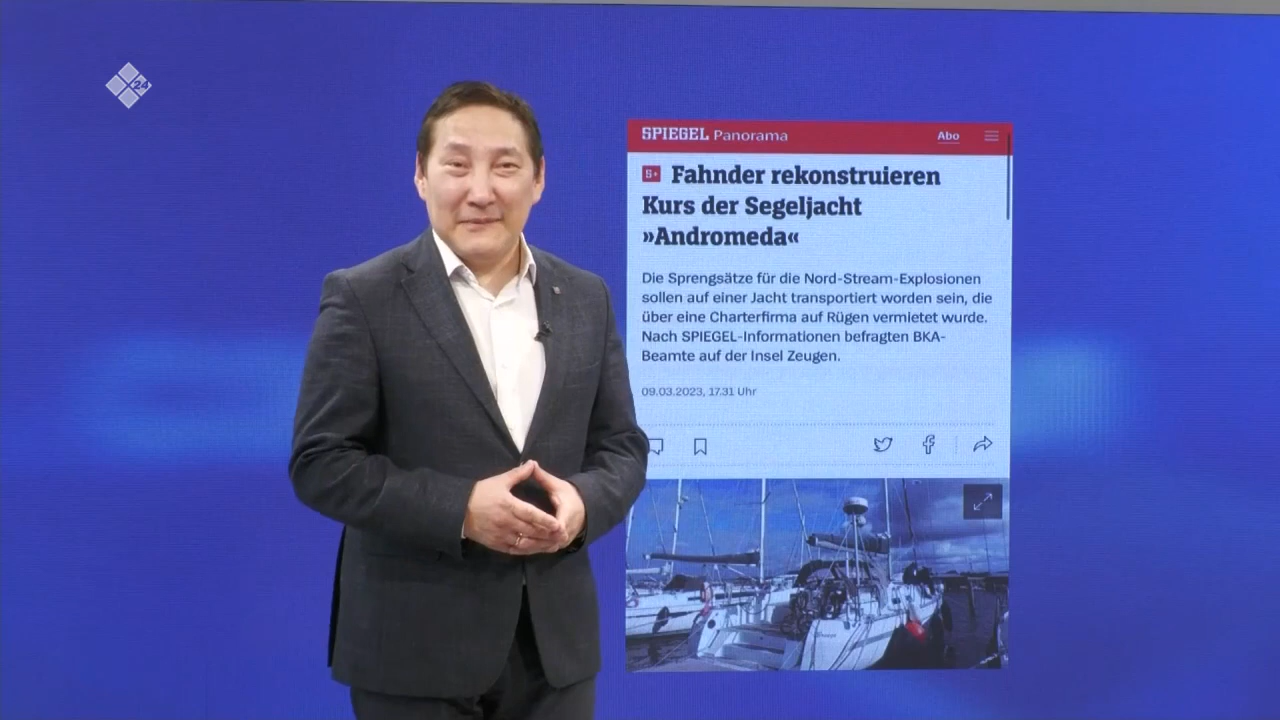 24
SPIEGEL Panorama
Abo
S+ Fahnder rekonstruieren
Kurs der Segeljacht
»Andromeda«
Die Sprengsätze für die Nord-Stream-Explosionen
sollen auf einer Jacht transportiert worden sein, die
über eine Charterfirma auf Rügen vermietet wurde.
Nach SPIEGEL-Informationen befragten BKA-
Beamte auf der Insel Zeugen.
09.03.2023, 17.31 Uhr